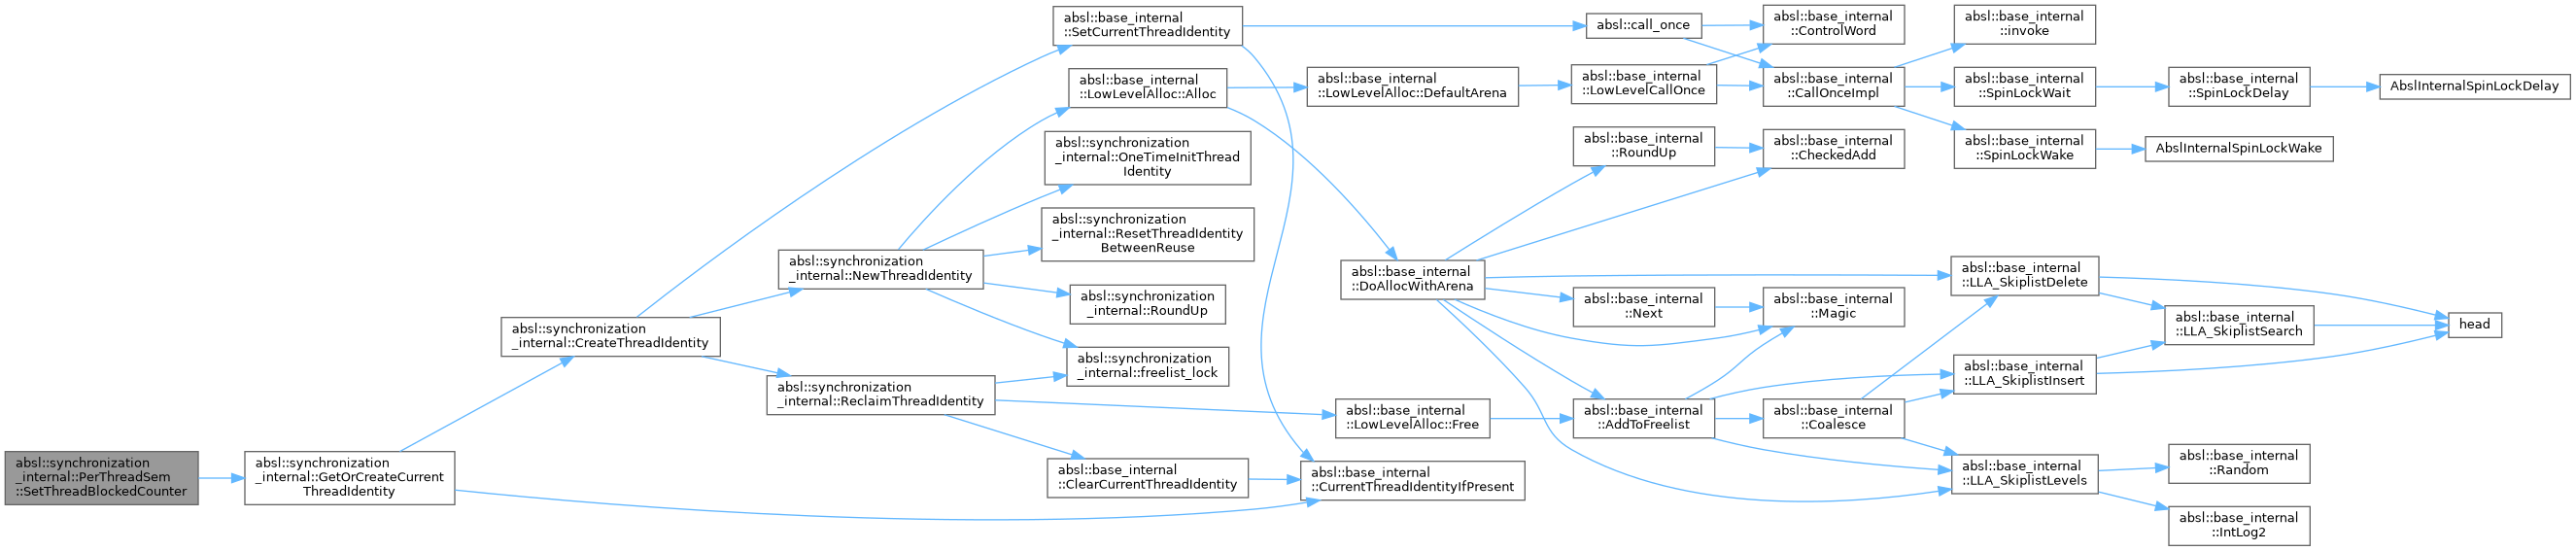 absl::synchronization
_internal::PerThreadSem
::SetThreadBlockedCounter
absl::synchronization
_internal::GetOrCreateCurrent
ThreadIdentity
absl::synchronization
_internal::CreateThreadIdentity
absl::base_internal
::SetCurrentThreadIdentity
absl::call_once
absl::base_internal
::ControlWord
absl::base_internal
::CallOnceImpl
absl::base_internal
::invoke
absl::base_internal
::SpinLockWait
absl::base_internal
::SpinLockDelay
AbslInternalSpinLockDelay
absl::base_internal
::SpinLockWake
AbslInternalSpinLockWake
absl::base_internal
::CurrentThreadIdentityIfPresent
absl::synchronization
_internal::NewThreadIdentity
absl::base_internal
::LowLevelAlloc::Alloc
absl::base_internal
::LowLevelAlloc::DefaultArena
absl::base_internal
::LowLevelCallOnce
absl::base_internal
::DoAllocWithArena
absl::base_internal
::RoundUp
absl::base_internal
::CheckedAdd
absl::base_internal
::Next
absl::base_internal
::Magic
absl::base_internal
::AddToFreelist
absl::base_internal
::Coalesce
absl::base_internal
::LLA_SkiplistDelete
absl::base_internal
::LLA_SkiplistSearch
head
absl::base_internal
::LLA_SkiplistInsert
absl::base_internal
::LLA_SkiplistLevels
absl::base_internal
::Random
absl::base_internal
::IntLog2
absl::synchronization
_internal::OneTimeInitThread
Identity
absl::synchronization
_internal::ResetThreadIdentity
BetweenReuse
absl::synchronization
_internal::RoundUp
absl::synchronization
_internal::freelist_lock
absl::synchronization
_internal::ReclaimThreadIdentity
absl::base_internal
::LowLevelAlloc::Free
absl::base_internal
::ClearCurrentThreadIdentity